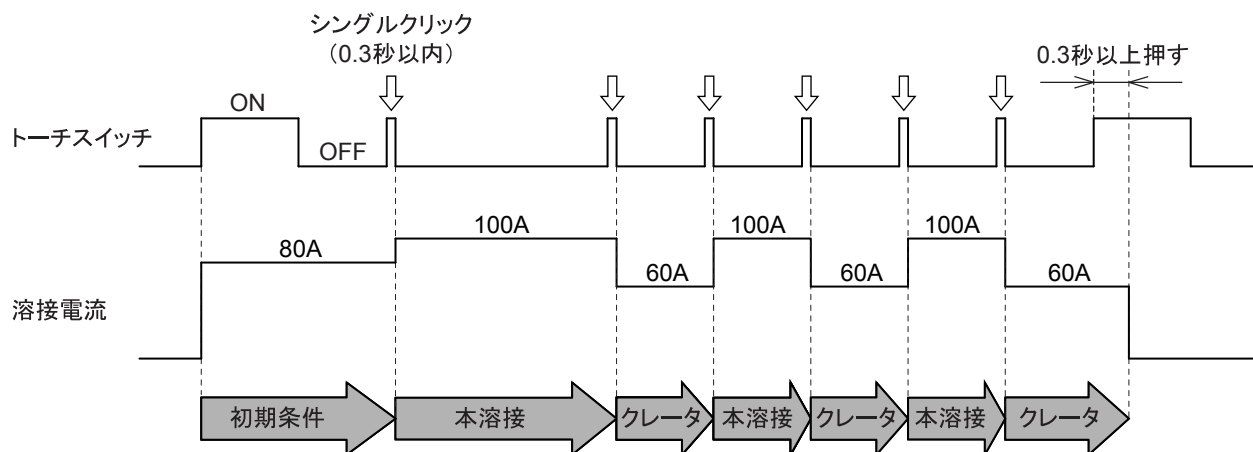 シングルクリック
（0.3秒以内）
0.3秒以上押す
ON
トーチスイッチ
OFF
100A
100A
100A
80A
60A
60A
60A
溶接電流
初期条件
本溶接
クレータ
本溶接
クレータ
本溶接
クレータ